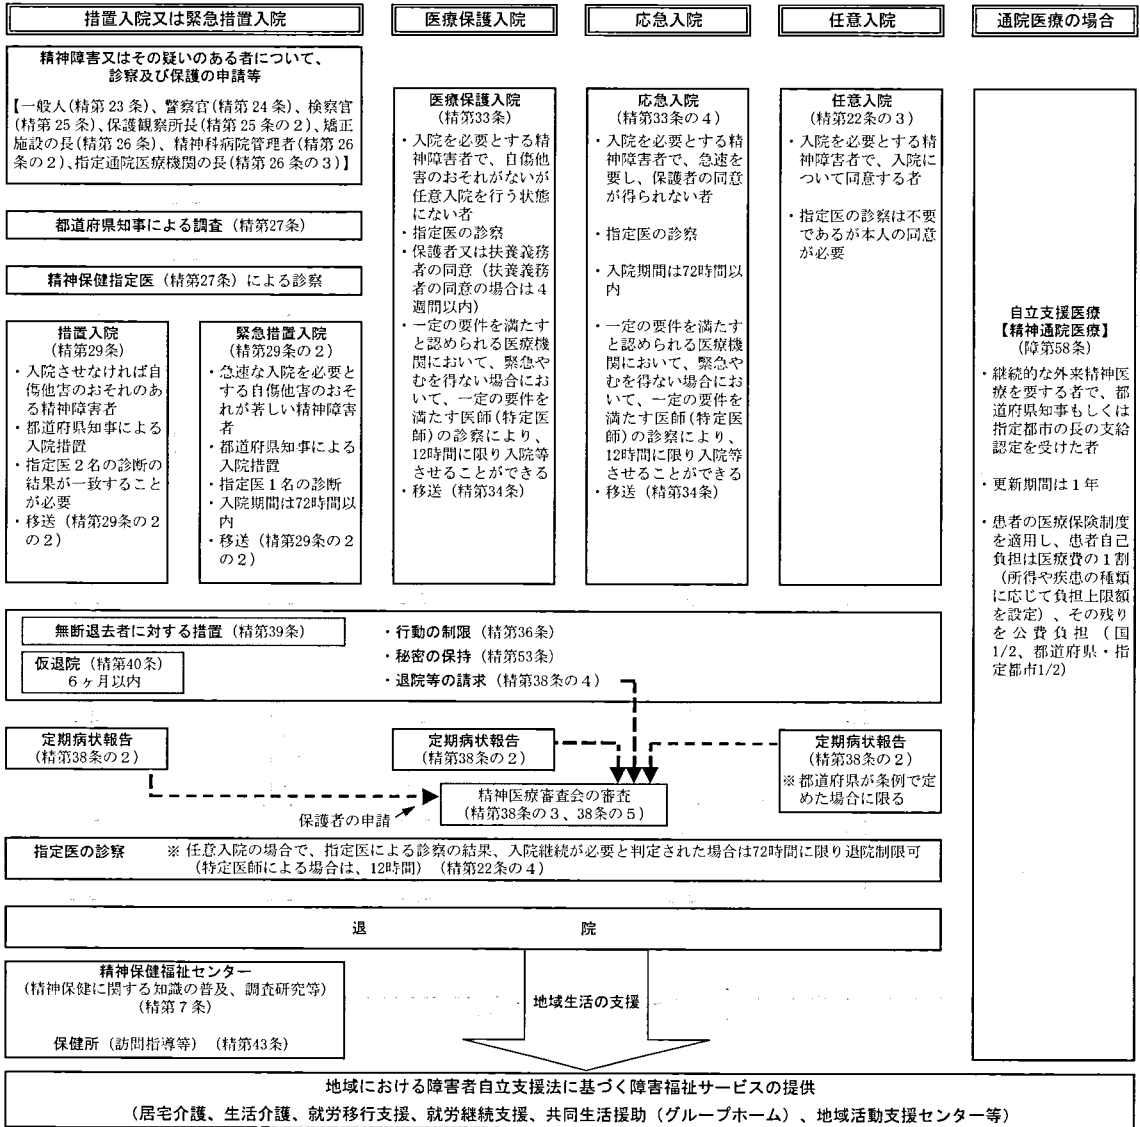 措置入院又は緊急措置入院
医療保護入院
応急入院
任意入院
通院医療の場合
精神障害又はその疑いのある者について、
診察及び保護の申請等
【一般人(精第23条)、警察官(精第24条)、検察官
(精第25条)、保護観察所長(精第25条の2)、矯正
施設の長(精第26条)、精神科病院管理者(精第26
条の2)、指定通院医療機関の長(精第26条の3)】
都道府県知事による調査（精第27条）
精神保健指定医（精第27条）による診察
措置入院
(精第29条)
・入院させなければ自
傷他害のおそれのあ
る精神障害者
・都道府県知事による
入院措置
・指定医2名の診断の
結果が一致すること
が必要
・移送（精第29条の2
の2）
緊急措置入院
(精第29条の2)
・急速な入院を必要と
する自傷他害のおそ
れが著しい精神障害
者
・都道府県知事による
入院措置
・指定医1名の診断
・入院期間は72時間以
内
・移送（精第29条の2
の2）
医療保護入院
(精第33条)
・入院を必要とする精
神障害者で、自傷他
害のおそれがないが
任意入院を行う状態
にない者
・指定医の診察
・保護者又は扶養義務
者の同意（扶養義務
者の同意の場合は4
週間以内）
・一定の要件を満たす
と認められる医療機
関において、緊急や
むを得ない場合にお
いて、一定の要件を
満たす医師(特定医
師)の診察により、
12時間に限り入院等
させることができる
・移送（精第34条）
応急入院
(精第33条の4)
・入院を必要とする精
神障害者で、急速を
要し、保護者の同意
が得られない者
・指定医の診察
・入院期間は72時間以
内
・一定の要件を満たす
と認められる医療機
関において、緊急や
むを得ない場合にお
いて、一定の要件を
満たす医師(特定医
師)の診察により、
12時間に限り入院等
させることができる
・移送（精第34条）
任意入院
(精第22条の3)
・入院を必要とする精
神障害者で、入院に
ついて同意する者
・指定医の診察は不要
であるが本人の同意
が必要
自立支援医療
【精神通院医療】
(障第58条)
・継続的な外来精神医
療を要する者で、都
道府県知事もしくは
指定都市の長の支給
認定を受けた者
・更新期間は1年
・患者の医療保険制度
を適用し、患者自己
負担は医療費の1割
（所得や疾患の種類
に応じて負担上限額
を設定）、その残り
を公費負担（国
1/2、都道府県・指
定都市1/2）
無断退去者に対する措置（精第39条）
仮退院（精第40条）
6ヶ月以内
・行動の制限（精第36条）
・秘密の保持（精第53条）
・退院等の請求（精第38条の4）
定期病状報告
(精第38条の2)
定期病状報告
(精第38条の2)
定期病状報告
(精第38条の2)
※都道府県が条例で定
めた場合に限る
精神医療審査会の審査
(精第38条の3、38条の5)
保護者の申請
指定医の診察 ※ 任意入院の場合で、指定医による診察の結果、入院継続が必要と判定された場合は72時間に限り退院制限可
（特定医師による場合は、12時間）（精第22条の4）
退 院
精神保健福祉センター
(精神保健に関する知識の普及、調査研究等)
(精第7条)
保健所（訪問指導等）（精第43条）
地域生活の支援
地域における障害者自立支援法に基づく障害福祉サービスの提供
（居宅介護、生活介護、就労移行支援、就労継続支援、共同生活援助（グループホーム）、地域活動支援センター等）